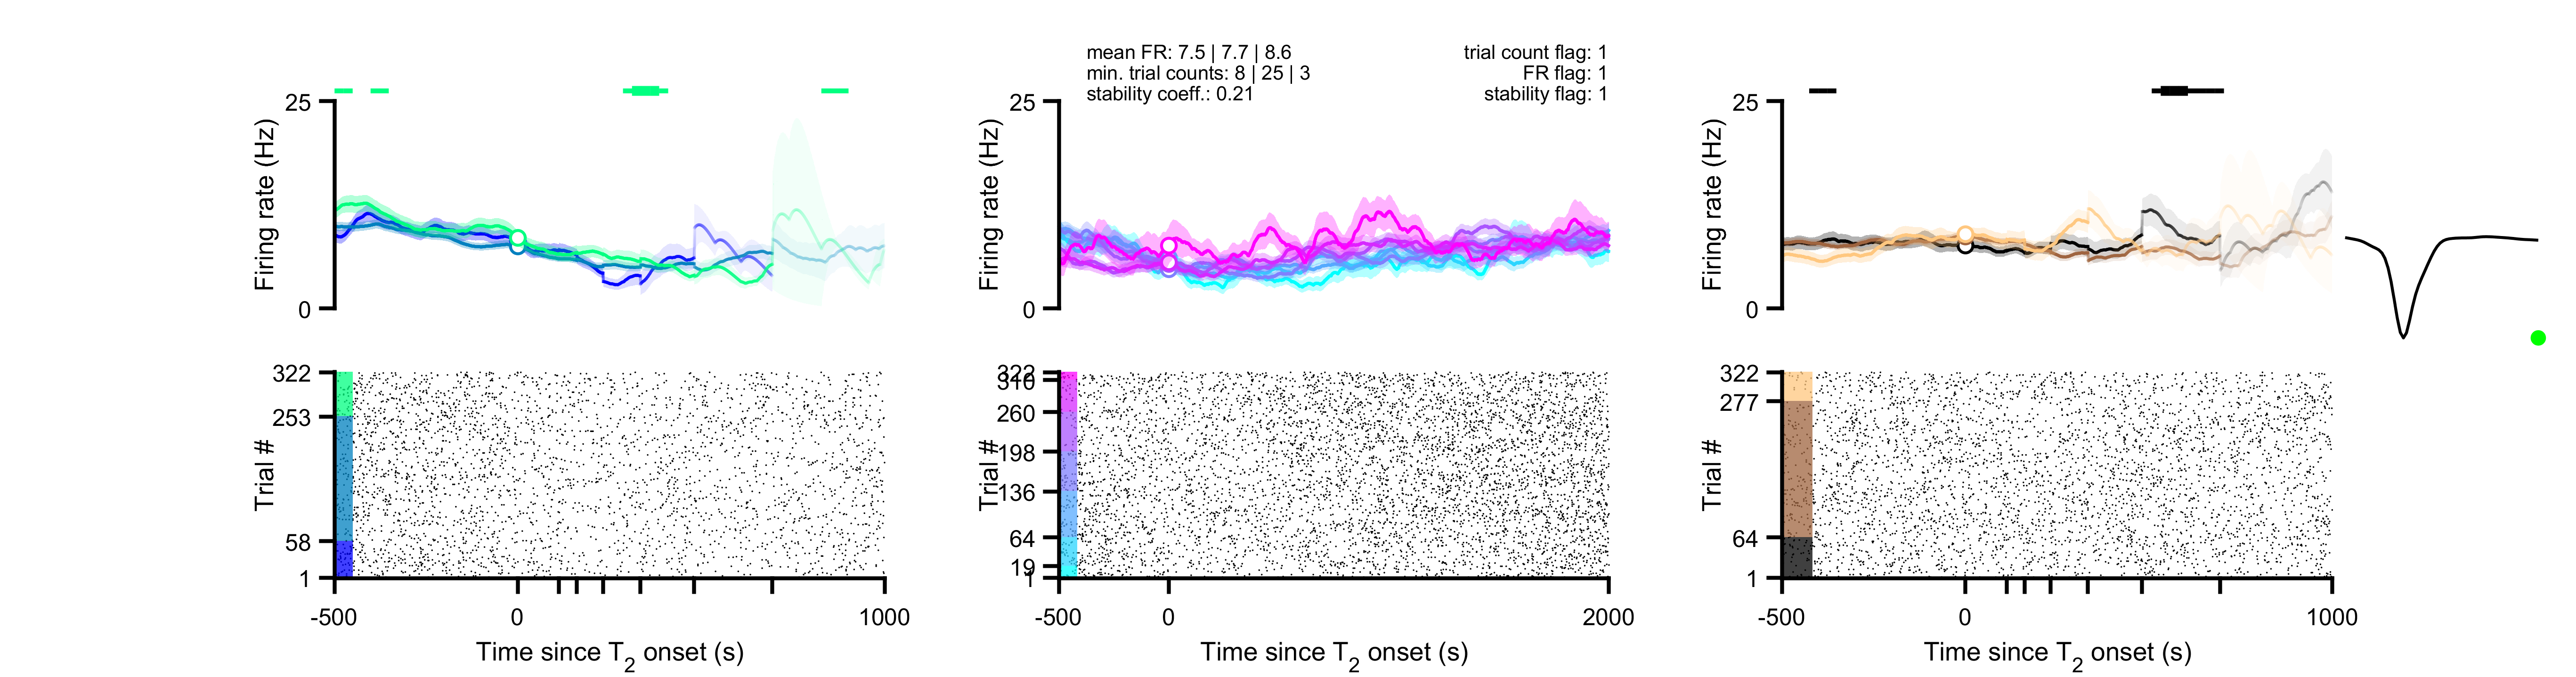 mean FR: 7.5 | 7.7 | 8.6
min. trial counts: 8 | 25 | 3
stability coeff.: 0.21
trial count flag: 1
FR flag: 1
stability flag: 1
25
0
Firing rate (Hz)
25
0
Firing rate (Hz)
25
0
Firing rate (Hz)
322
253
58
1
Trial #
-500
0
1000
Time since T2 onset (s)
322
310
260
198
136
64
19
1
Trial #
-500
0
2000
Time since T2 onset (s)
322
277
64
1
Trial #
-500
0
1000
Time since T2 onset (s)